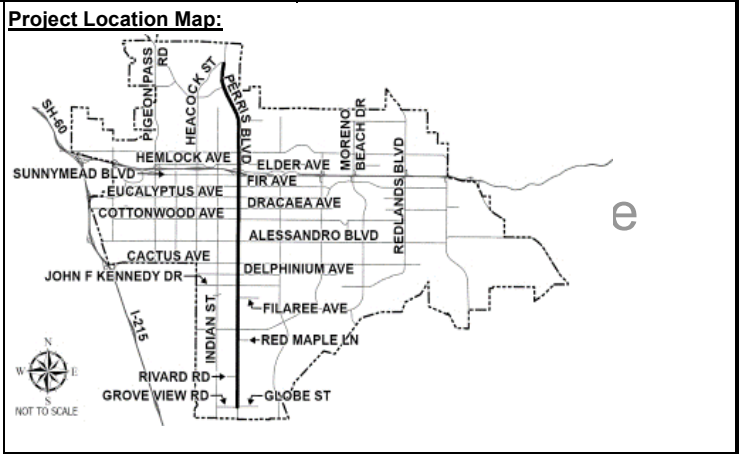 Project Location Map:
PIGEON PASS
RD
HEACOCK ST
PERRIS BLVD
SH-60
MORENO
BEACH DR
REDLANDS BLVD
HEMLOCK AVE
ELDER AVE
SUNNYMEAD BLVD
FIR AVE
EUCALYPTUS AVE
DRACAEA AVE
COTTONWOOD AVE
e
ALESSANDRO BLVD
CACTUS AVE
DELPHINIUM AVE
JOHN F KENNEDY DR
INDIAN ST
FILAREE AVE
I-215
RED MAPLE LN
N
W E
S
RIVARD RD
GROVE VIEW RD
GLOBE ST
NOT TO SCALE